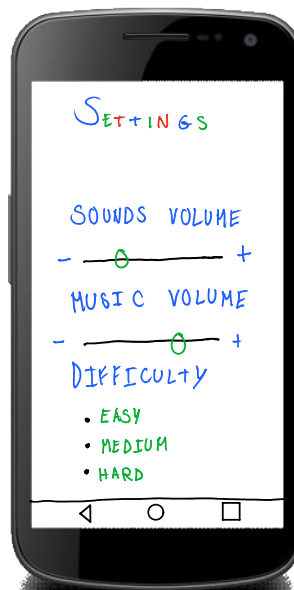 SETTINGS
SOUNDS VOLUME
- +
MUSIC VOLUME
- +
DIFFICULTY
• EASY
• MEDIUM
• HARD